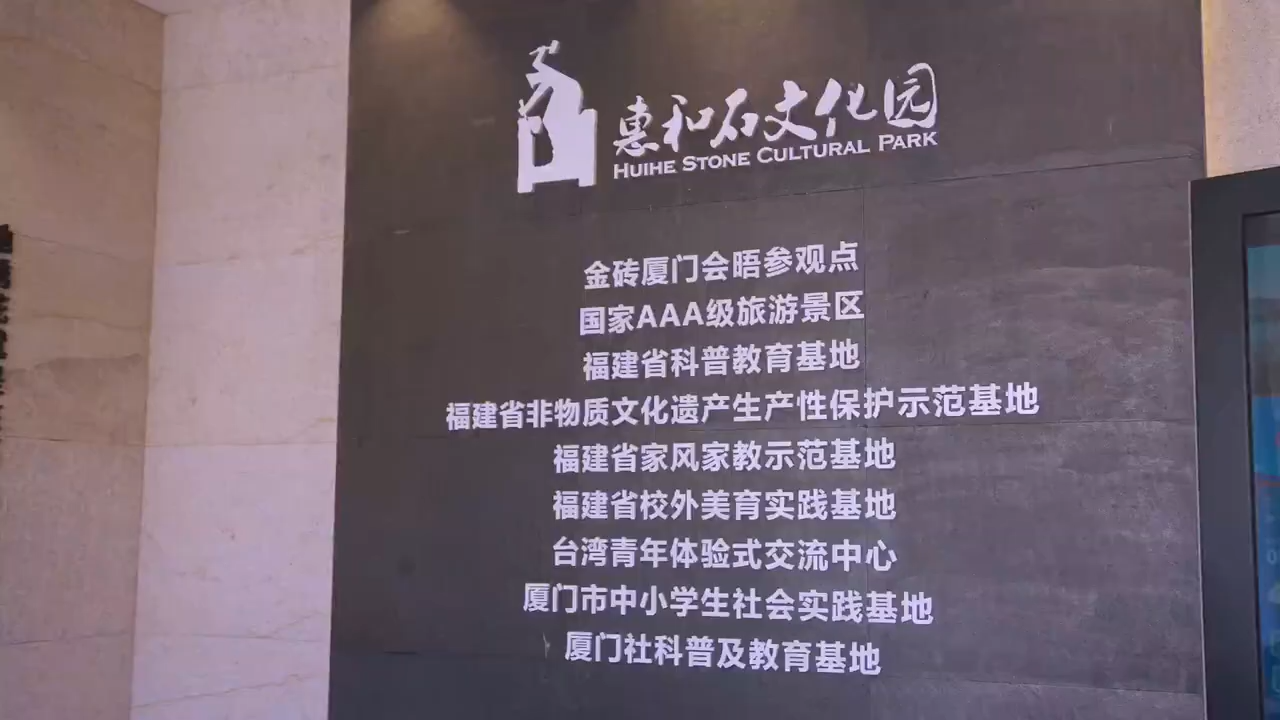 惠和石文化园
HUIHE STONE CULTURAL PARK
金砖厦门会晤参观点
国家AAA级旅游景区
福建省科普教育基地
福建省非物质文化遗产生产性保护示范基地
福建省家风家教示范基地
福建省校外美育实践基地
台湾青年体验式交流中心
厦门市中小学生社会实践基地
厦门社科普及教育基地